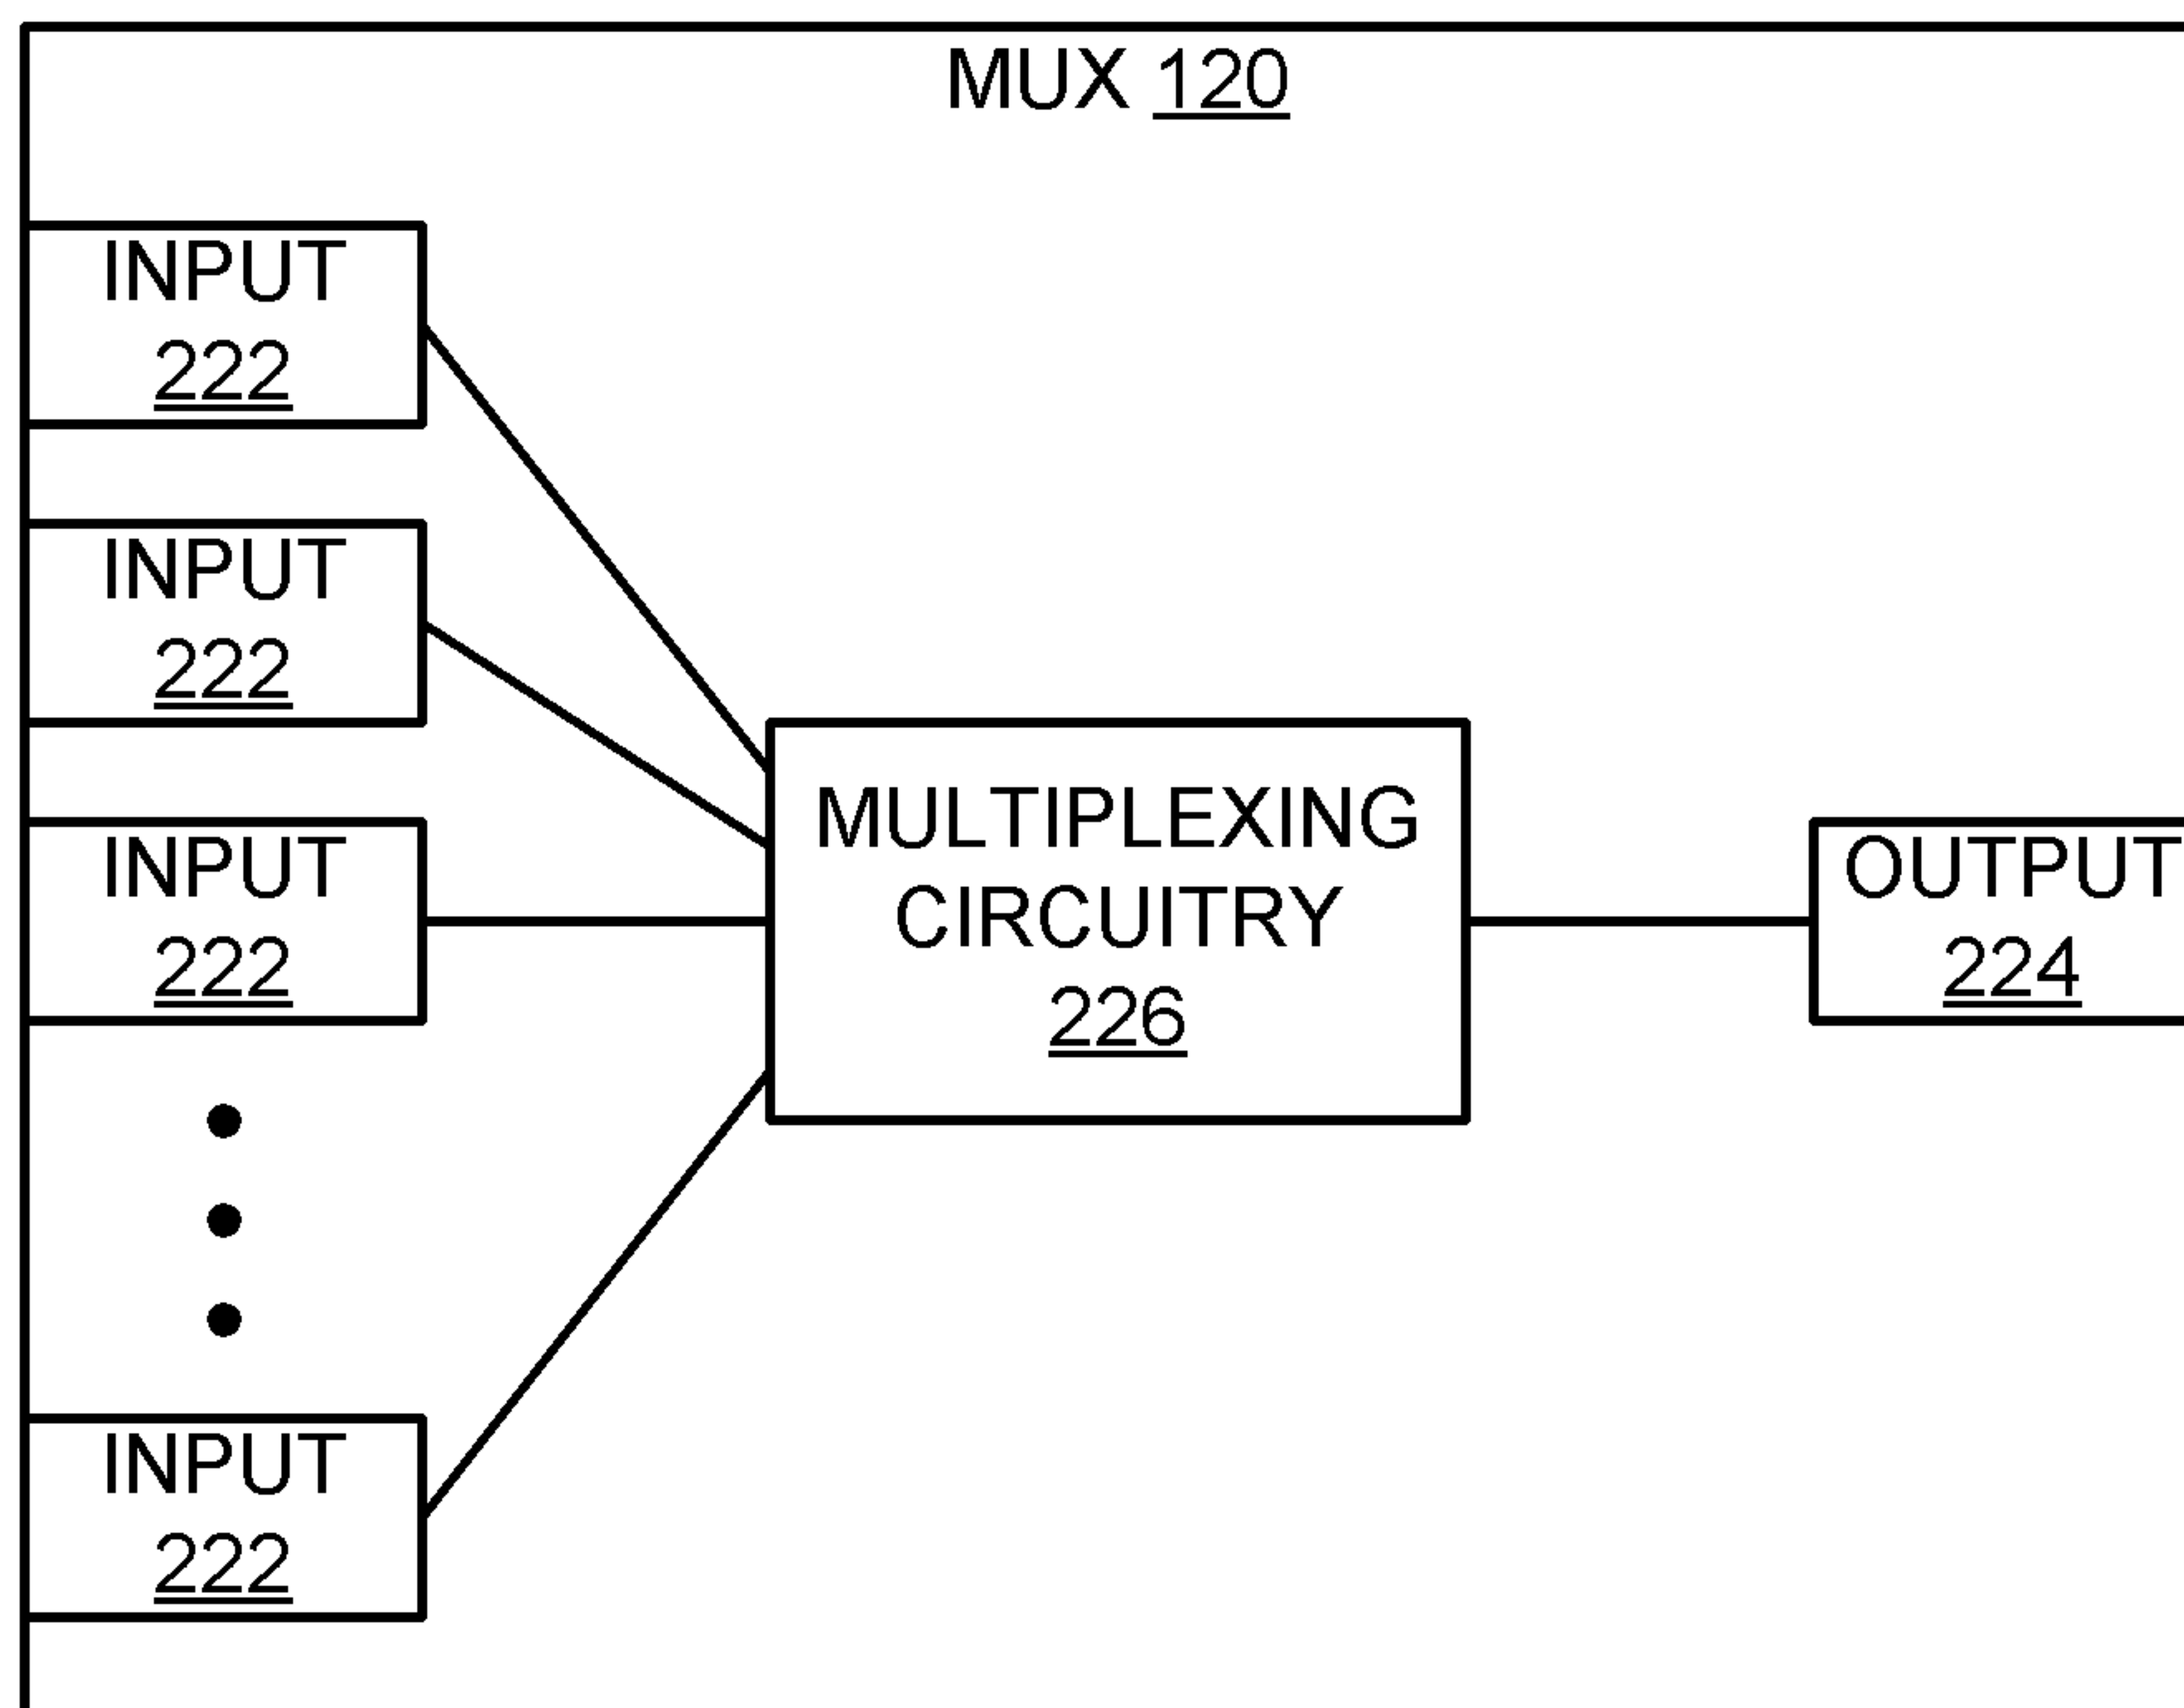 MUX 120
INPUT
222
INPUT
222
INPUT
222
MULTIPLEXING
CIRCUITRY
226
OUTPUT
224
INPUT
222